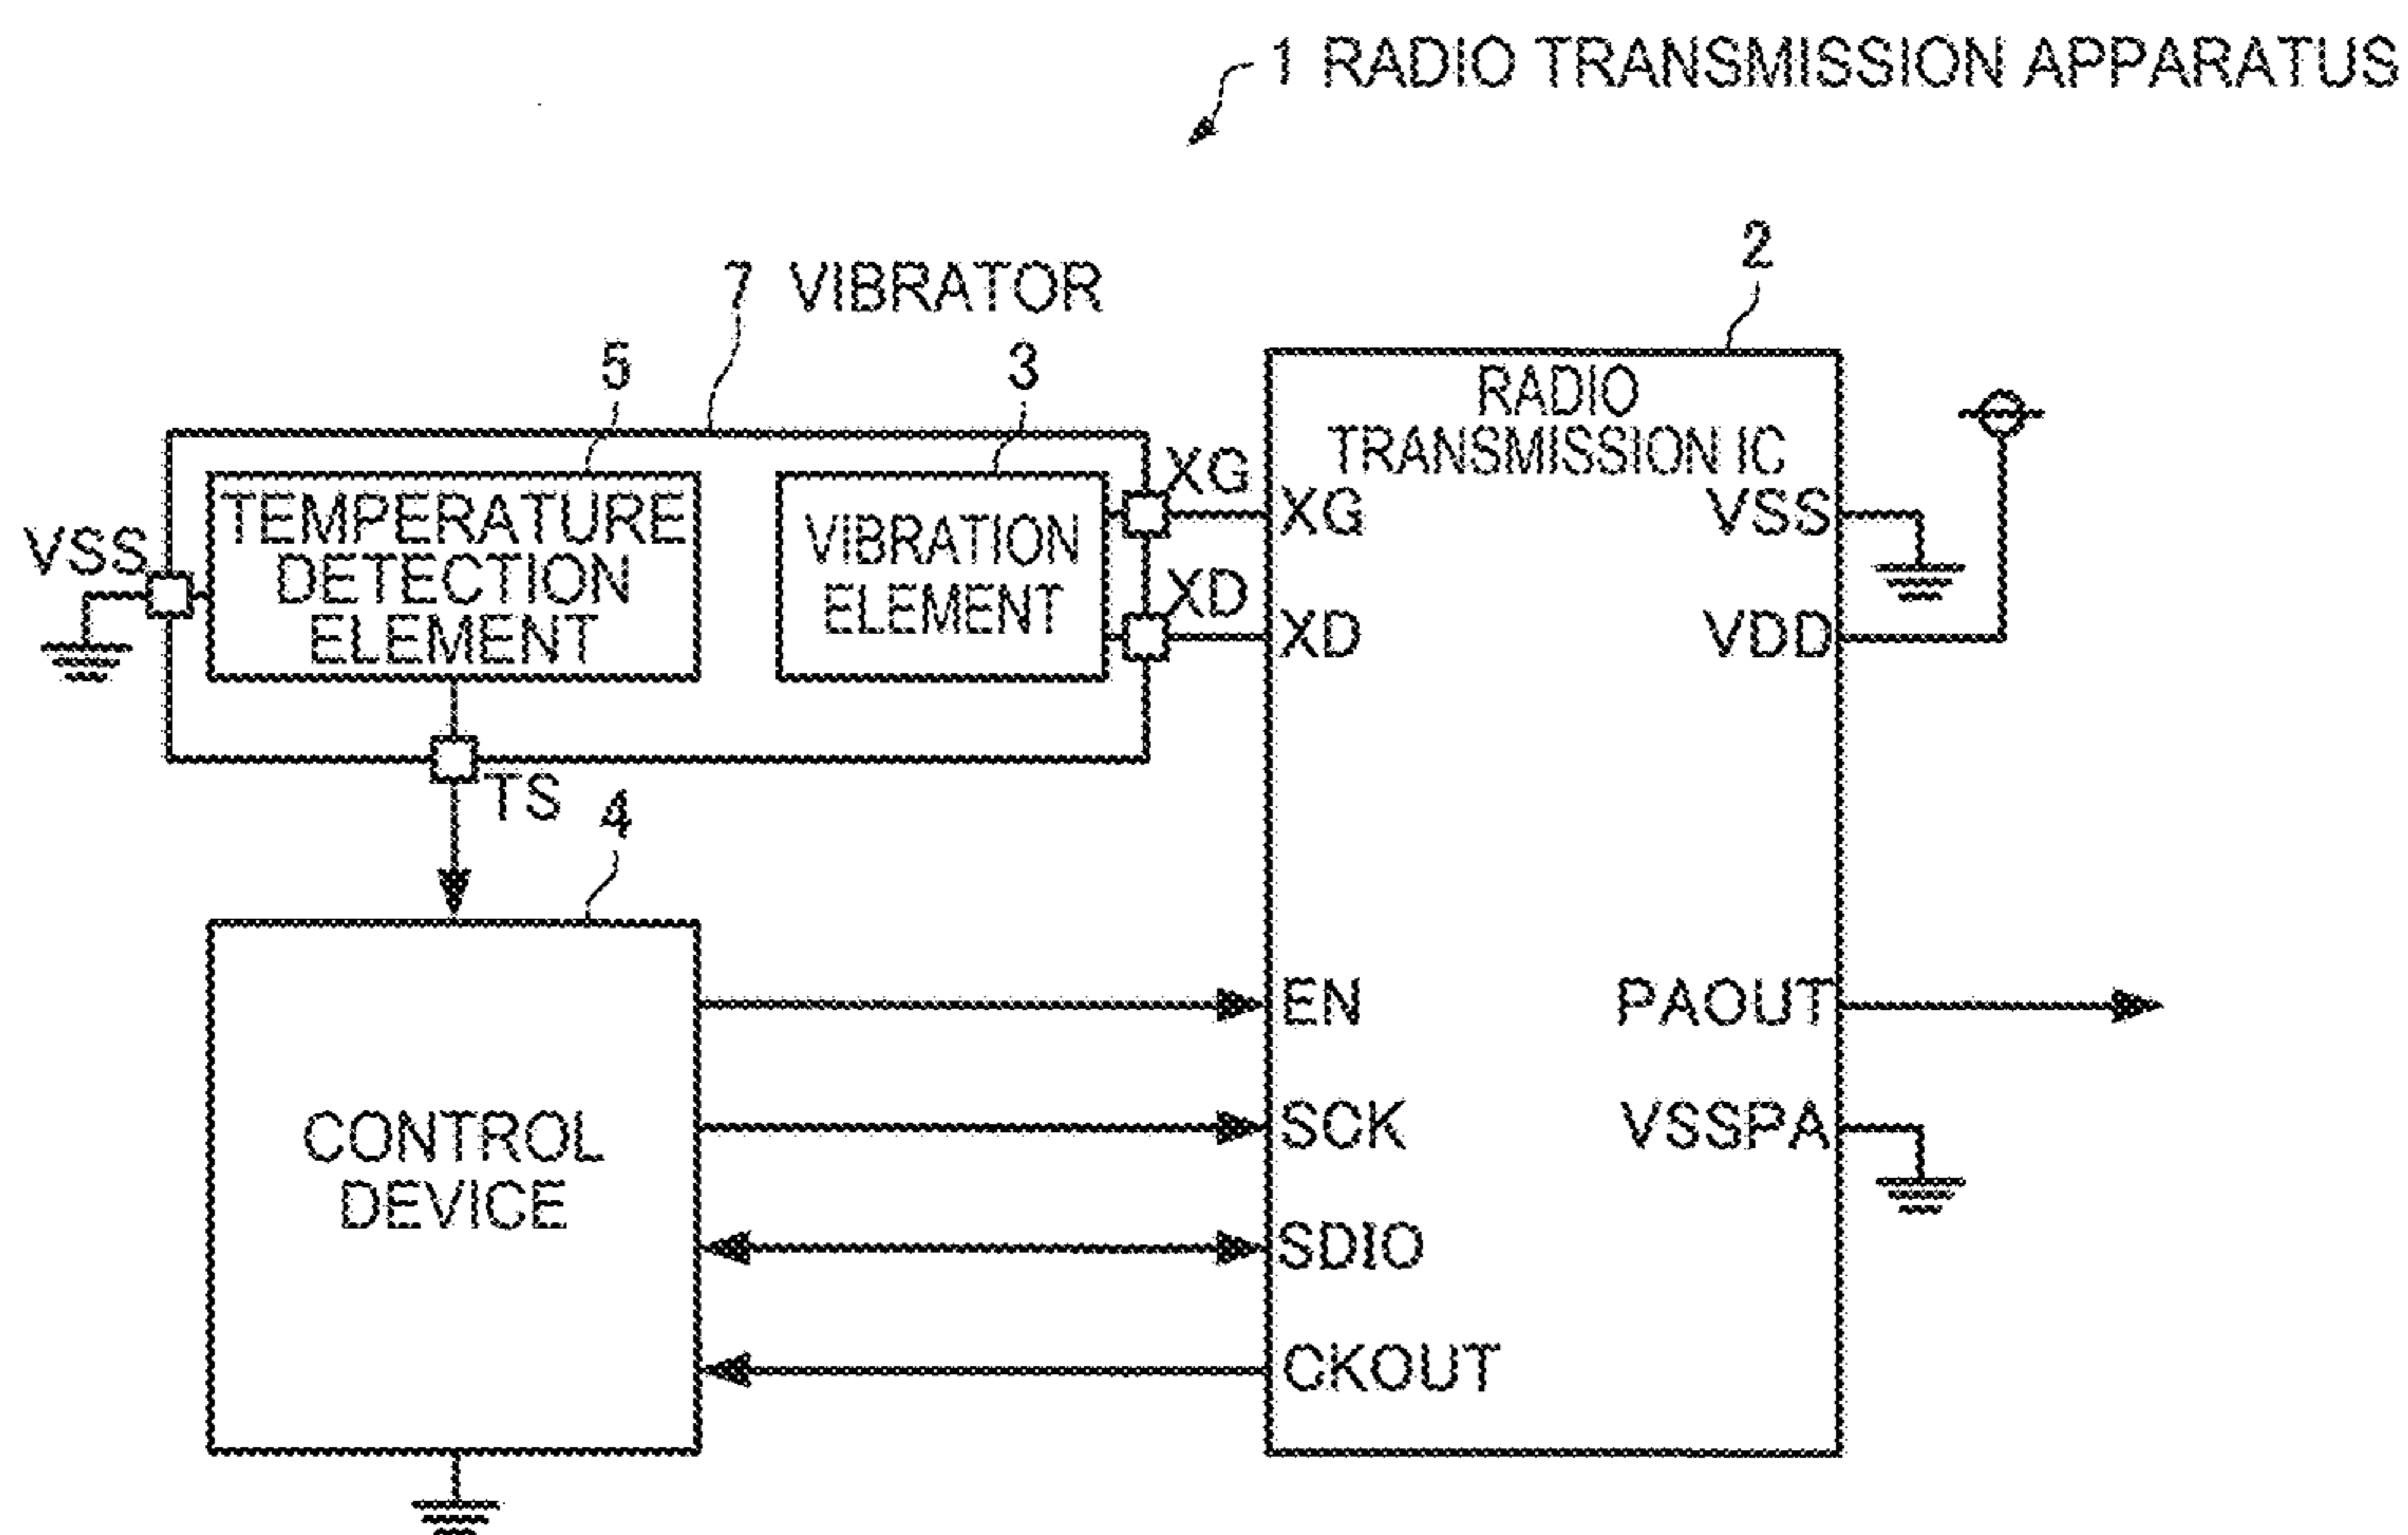 1 RADIO TRANSMISSION APPARATUS
2
7 VIBRATOR
5
3
RADIO
TRANSMISSION IC
XG
TEMPERATURE
DETECTION
ELEMENT
VIBRATION
ELEMENT
XG
VSS
VSS
XD
XD
VDD
TS
4
EN
PAOUT
CONTROL
DEVICE
SCK
VSSPA
SDIO
CKOUT